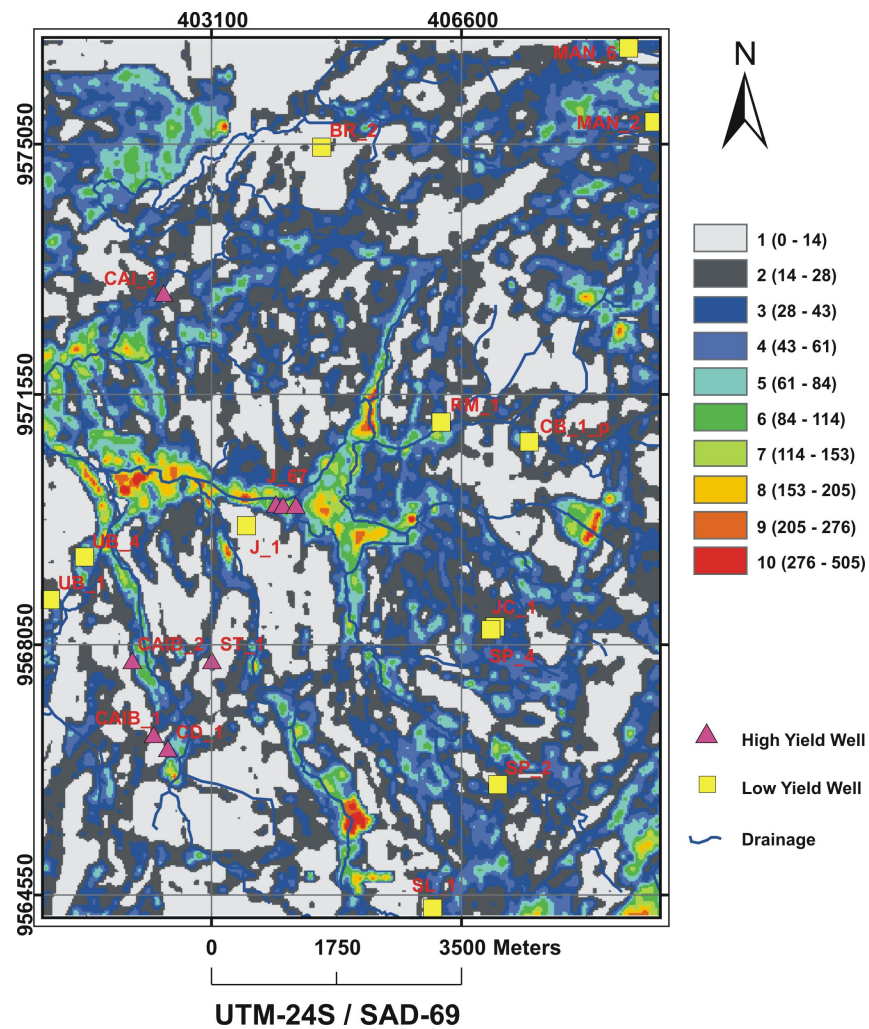 403100 406600
N
MAN_6
MAN_2
BR_2
9575050
1 (0 - 14)
2 (14 - 28)
CAI_3
3 (28 - 43)
4 (43 - 61)
5 (61 - 84)
9571550
RM_1
6 (84 - 114)
CB_1_p
7 (114 - 153)
J_67
8 (153 - 205)
9 (205 - 276)
UB_4
J_1
10 (276 - 505)
UB_1
JC_1
9568050
CAIB_2 ST_1
SP_4
CAIB_1
CD_1
High Yield Well
SP_2
Low Yield Well
Drainage
SL_1
9564550
0 1750 3500 Meters
UTM-24S / SAD-69